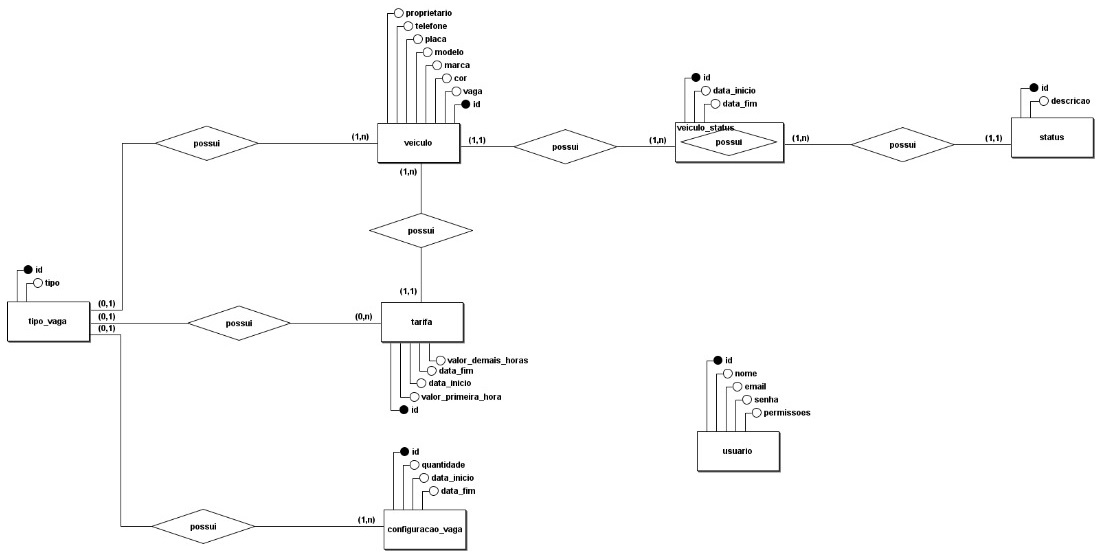 proprietario
telefone
placa
modelo
marca
cor
vaga
id
veiculo
possui
(1,n)
(1,1)
possui
(1,n)
id
data_inicio
data_fim
veiculo_status
possui
(1,n)
possui
(1,1)
id
descricao
status
(1,n)
possui
(1,1)
id
tipo
tipo_vaga
(0,1)
(0,1)
(0,1)
possui
(0,n)
tarifa
valor_demais_horas
data_fim
data_inicio
valor_primeira_hora
id
id
nome
email
senha
permissoes
usuario
id
quantidade
data_inicio
data_fim
possui
(1,n)
configuracao_vaga